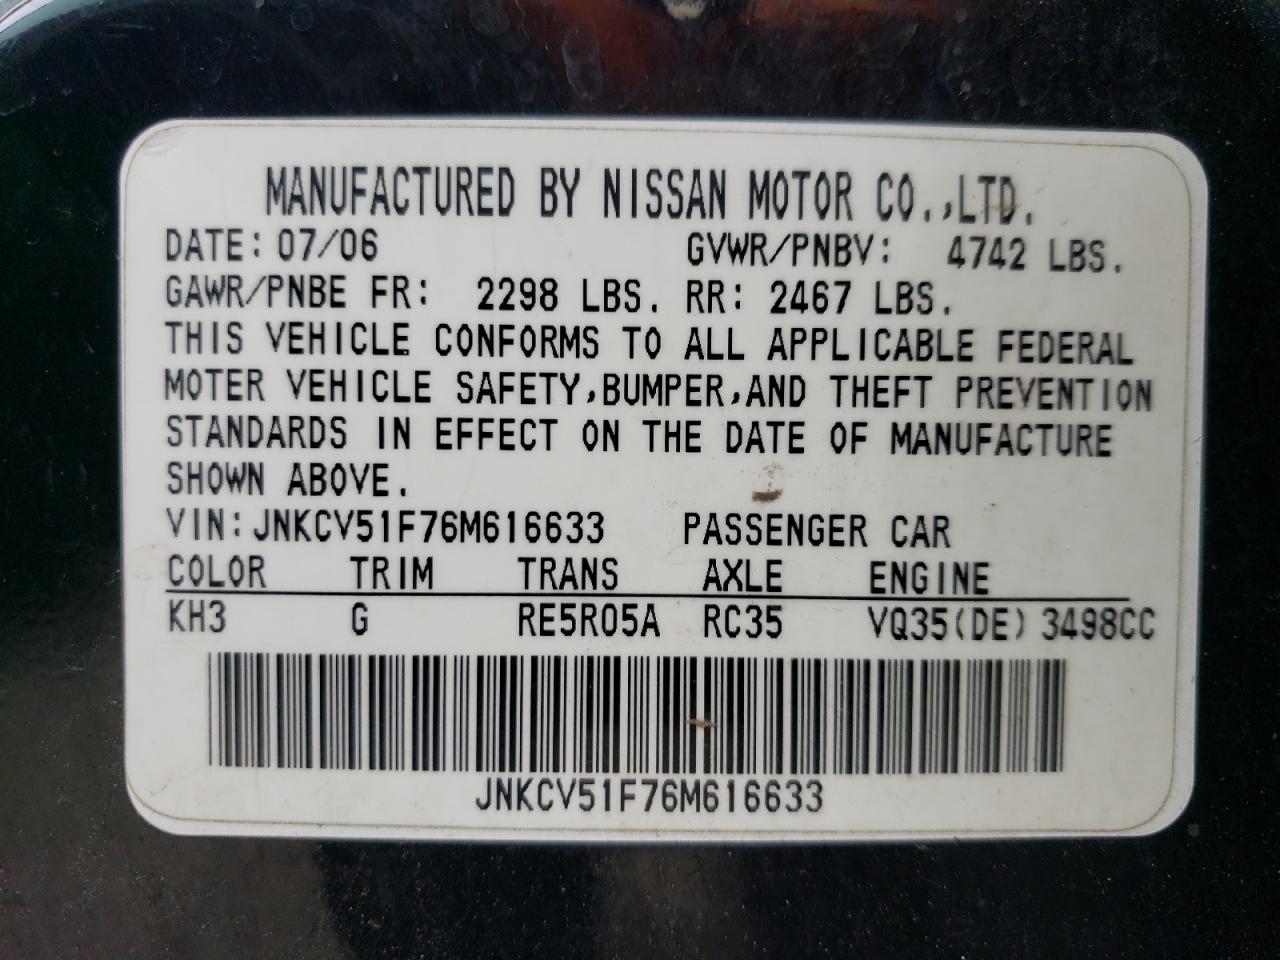 MANUFACTURED BY NISSAN MOTOR CO.,LTD.
DATE: 07/06 GVWR/PNBV: 4742 LBS.
GAWR/PNBE FR: 2298 LBS. RR: 2467 LBS.
THIS VEHICLE CONFORMS TO ALL APPLICABLE FEDERAL
MOTER VEHICLE SAFETY,BUMPER,AND THEFT PREVENTION
STANDARDS IN EFFECT ON THE DATE OF MANUFACTURE
SHOWN ABOVE.
VIN: JNKCV51F76M616633 PASSENGER CAR
COLOR TRIM TRANS AXLE ENGINE
KH3 G RE5R05A RC35 VQ35(DE) 3498CC
JNKCV51F76M616633